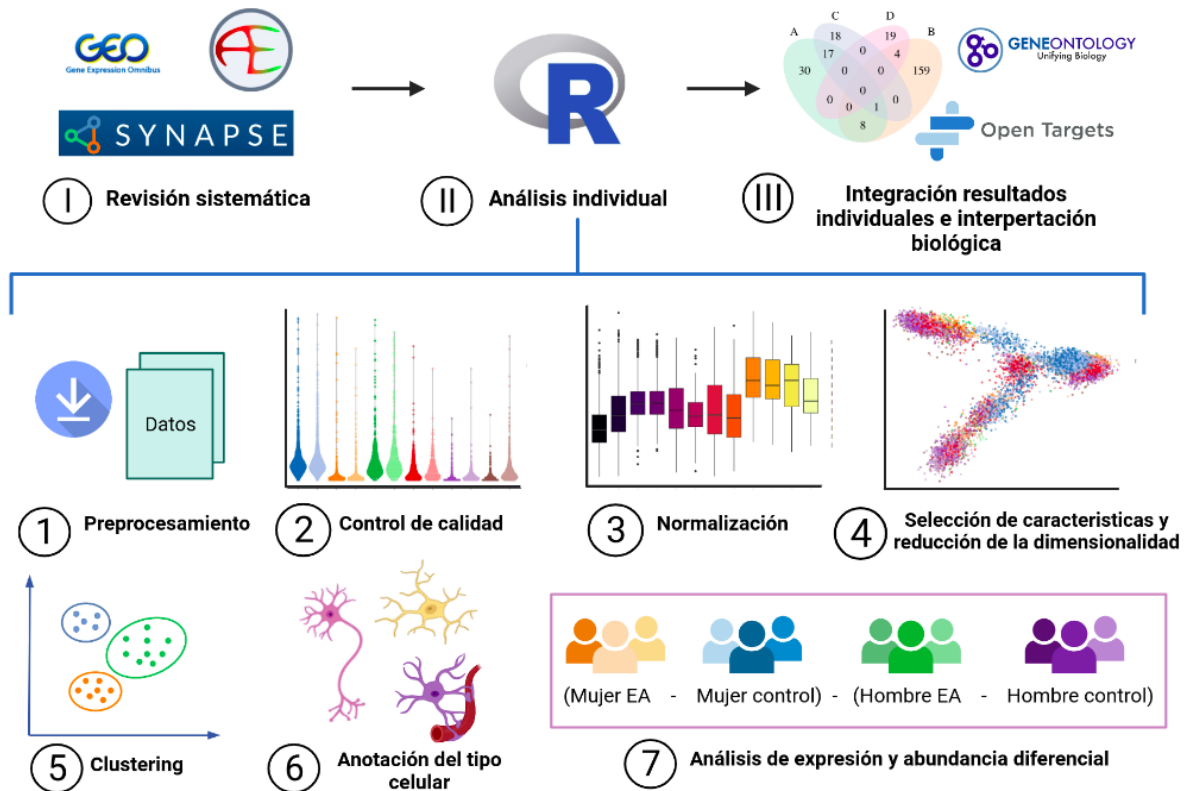 GEO
Gene Expression Omnibus
Æ
SYNAPSE
R
A
C
D
B
18
19
17
0
4
30
0
0
159
0
0
0
0
1
8
GENEONTOLOGY
Unifying Biology
Open Targets
I
Revisión sistemática
II
Análisis individual
III
Integración resultados
individuales e interpertación
biológica
Datos
1
Preprocesamiento
2
Control de calidad
3
Normalización
4
Selección de caracteristicas y
reducción de la dimensionalidad
5
Clustering
6
Anotación del tipo
celular
(Mujer EA - Mujer control) - (Hombre EA - Hombre control)
7
Análisis de expresión y abundancia diferencial